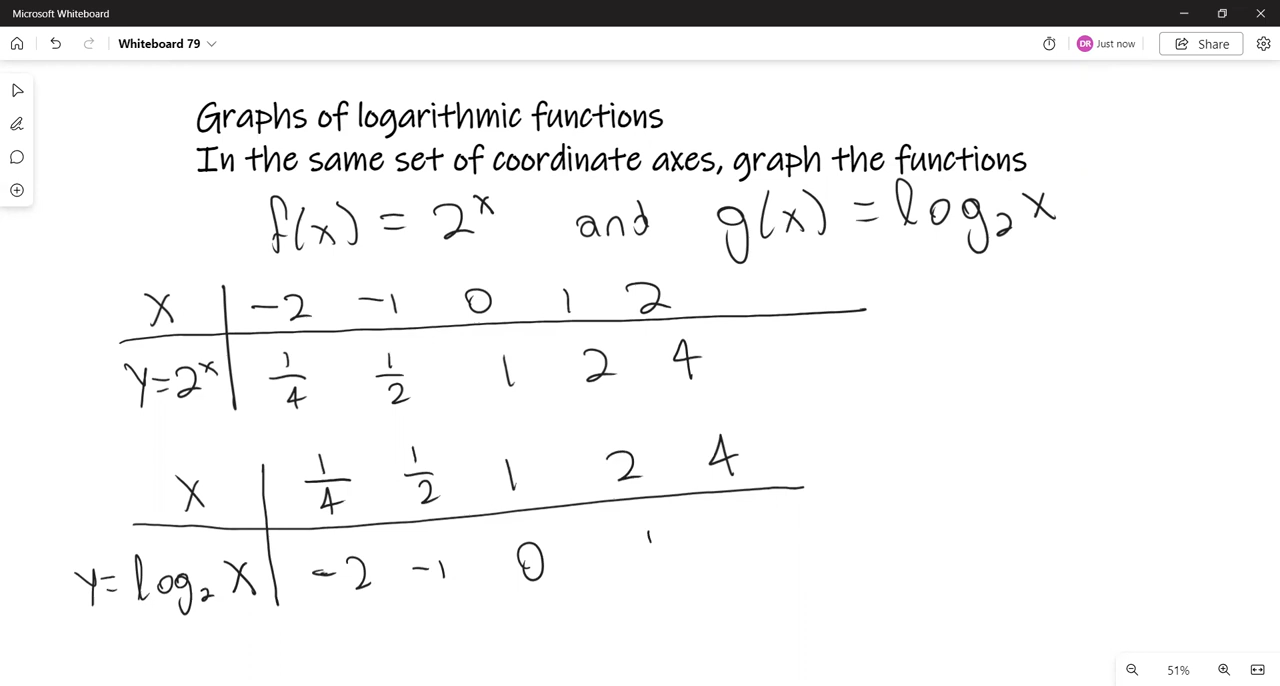 Microsoft Whiteboard
Whiteboard 79
DR Just now
Share
Graphs of logarithmic functions
In the same set of coordinate axes, graph the functions
f(x) = 2^x and g(x) = log₂ x
X | -2 -1 0 1 2
Y=2^x | 1/4 1/2 1 2 4
X | 1/4 1/2 1 2 4
Y= log₂ X | -2 -1 0 1
51%